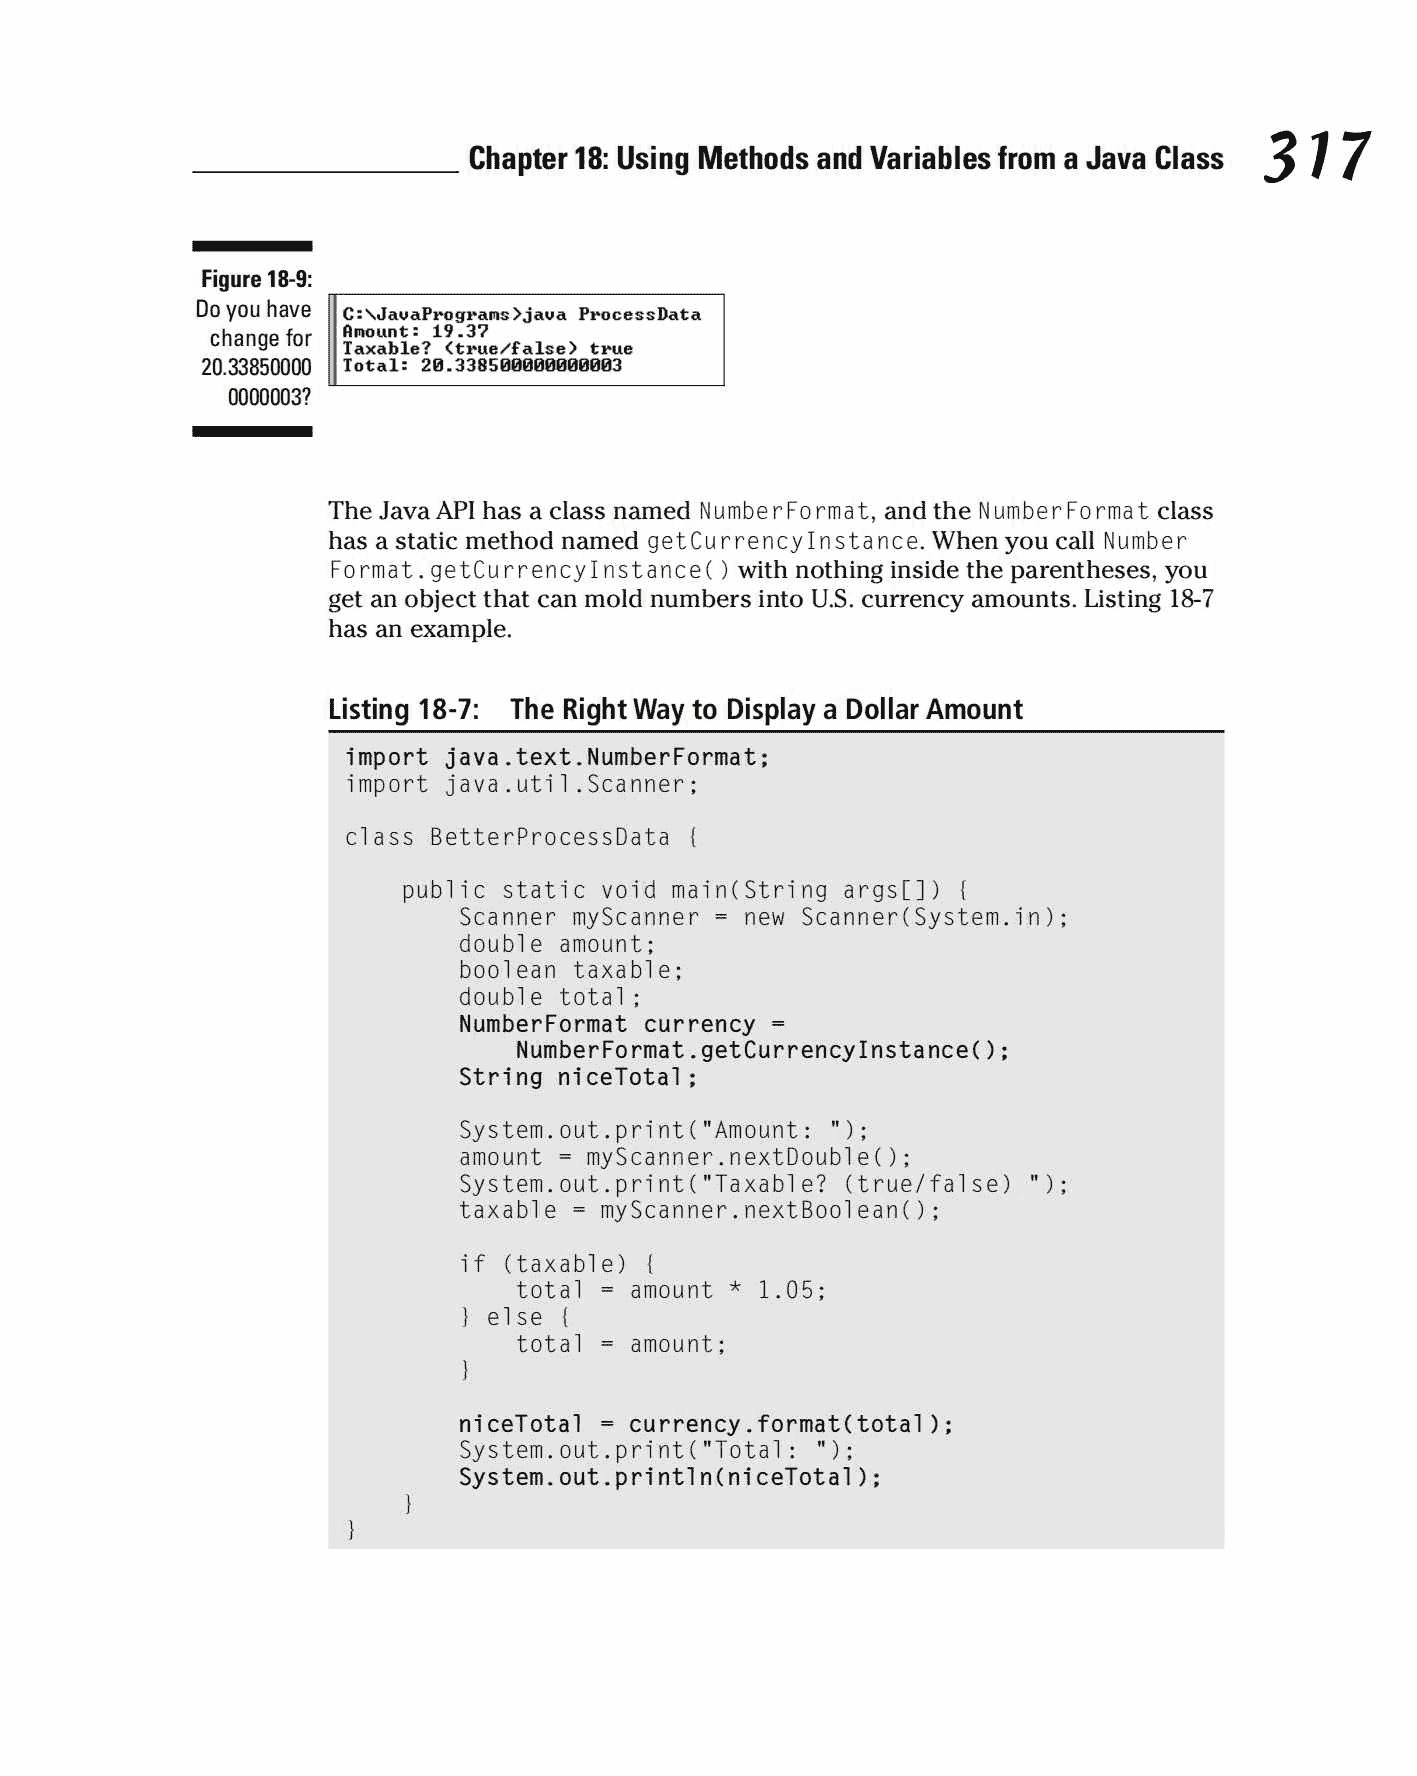 Chapter 18: Using Methods and Variables from a Java Class 317
Figure 18-9:
Do you have
change for
20.33850000
0000003?
C:\JavaPrograms>java ProcessData
Amount: 19.37
Taxable? (true/false) true
Total: 20.338500000000003
The Java API has a class named NumberFormat, and the NumberFormat class
has a static method named getCurrencyInstance. When you call Number
Format.getCurrencyInstance() with nothing inside the parentheses, you
get an object that can mold numbers into U.S. currency amounts. Listing 18-7
has an example.
Listing 18-7: The Right Way to Display a Dollar Amount
import java.text.NumberFormat;
import java.util.Scanner;
class BetterProcessData {
public static void main(String args[]) {
Scanner myScanner = new Scanner(System.in);
double amount;
boolean taxable;
double total;
NumberFormat currency =
NumberFormat.getCurrencyInstance();
String niceTotal;
System.out.print("Amount: ");
amount = myScanner.nextDouble();
System.out.print("Taxable? (true/false) ");
taxable = myScanner.nextBoolean();
if (taxable) {
total = amount * 1.05;
} else {
total = amount;
}
niceTotal = currency.format(total);
System.out.print("Total: ");
System.out.println(niceTotal);
}
}